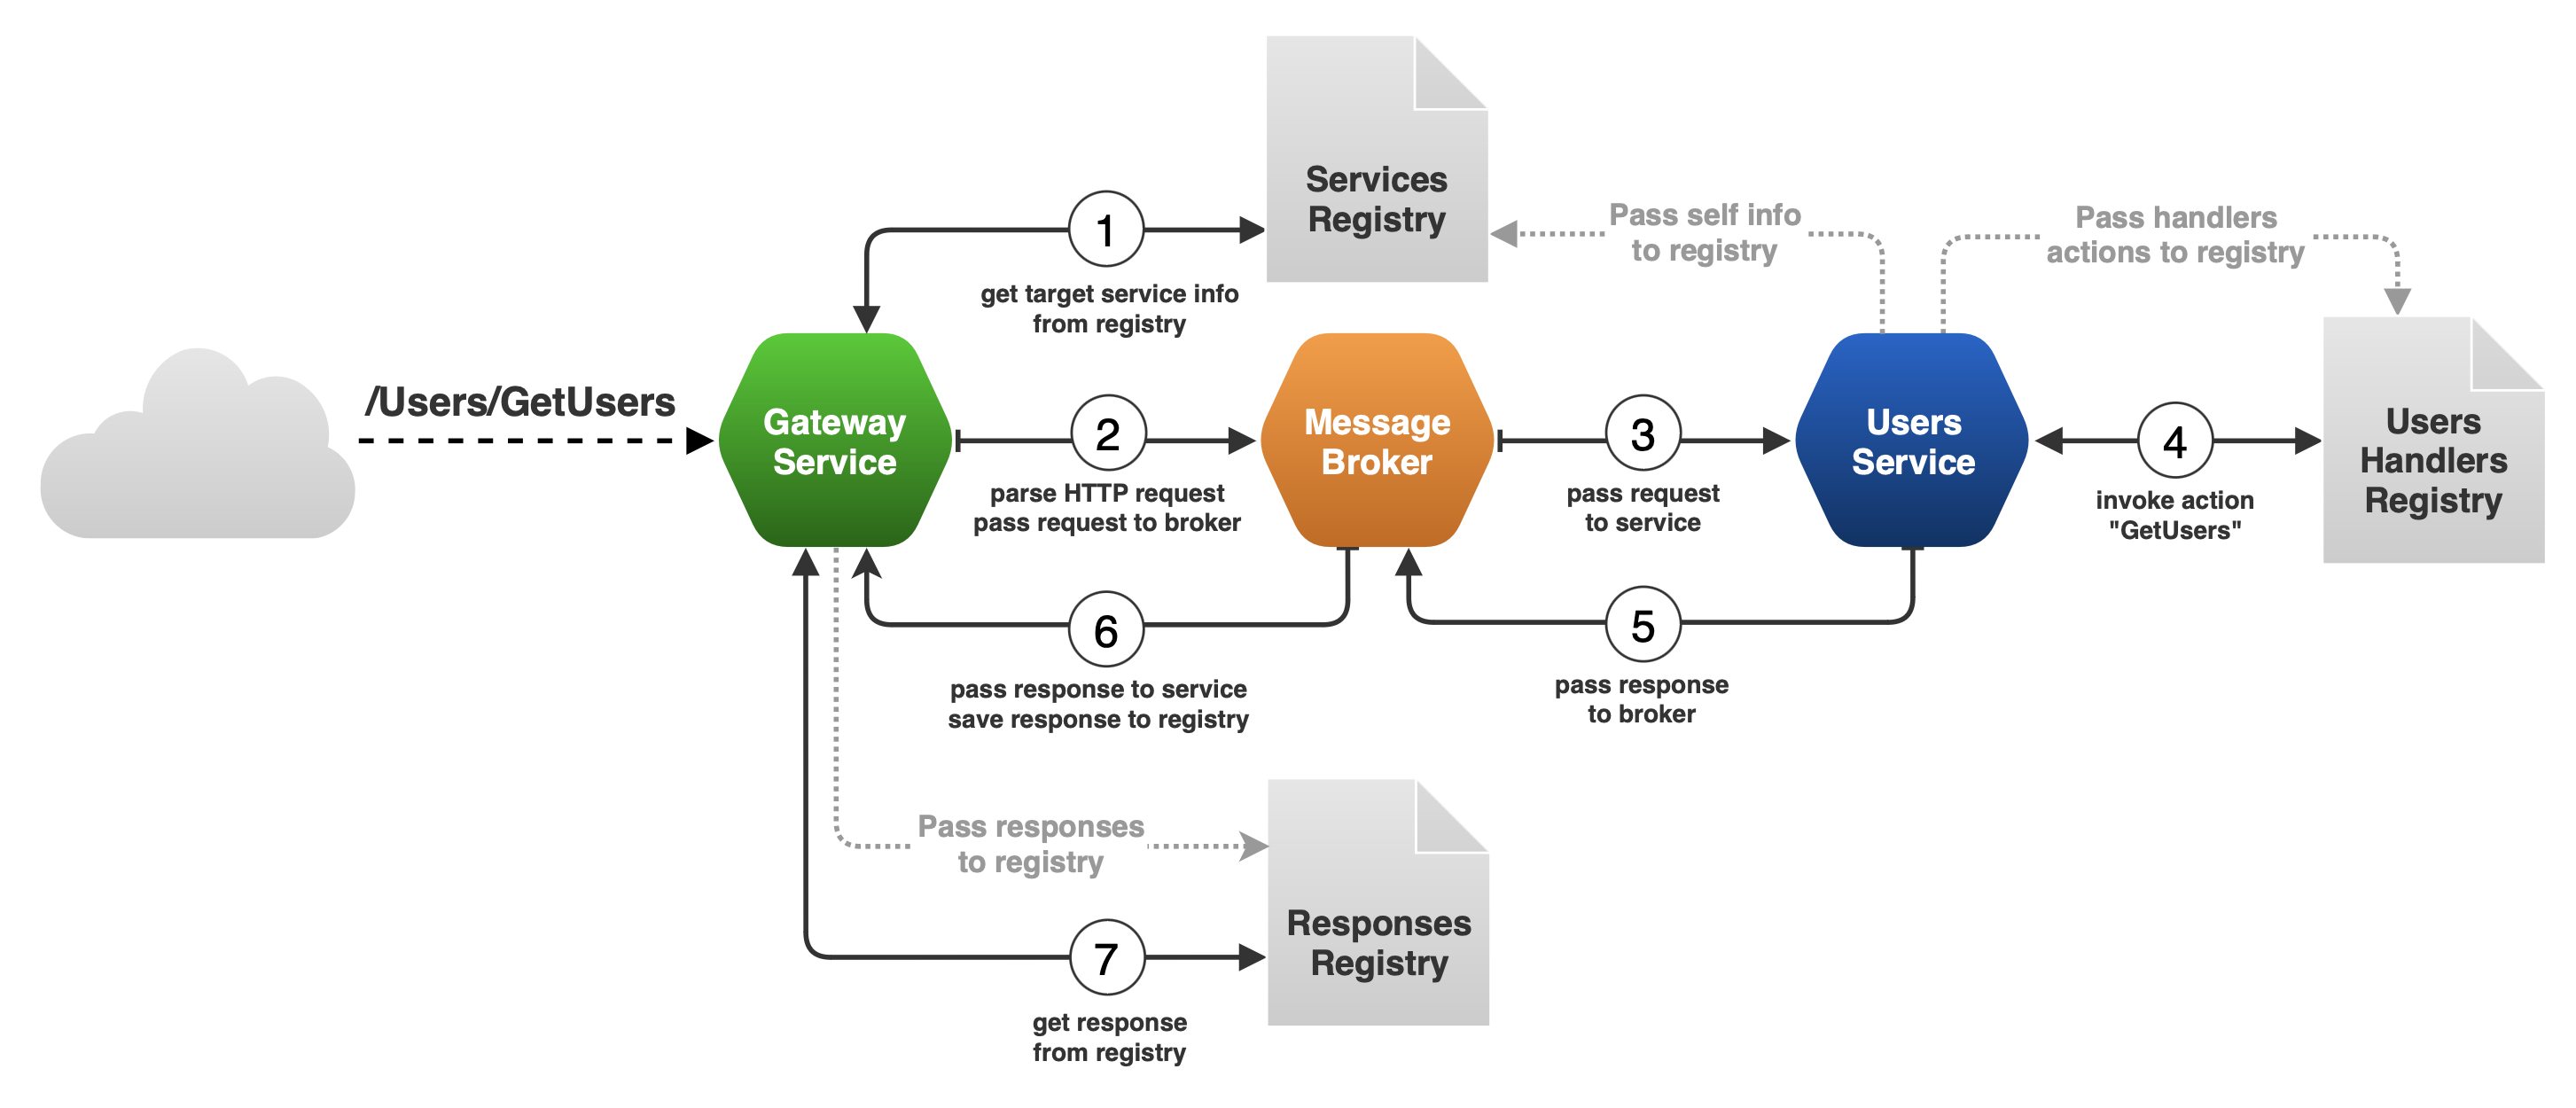 Services
Registry
1
get target service info
from registry
Pass self info
to registry
Pass handlers
actions to registry
/Users/GetUsers
Gateway
Service
2
parse HTTP request
pass request to broker
Message
Broker
3
pass request
to service
Users
Service
4
invoke action
"GetUsers"
Users
Handlers
Registry
6
pass response to service
save response to registry
5
pass response
to broker
Pass responses
to registry
Responses
Registry
7
get response
from registry